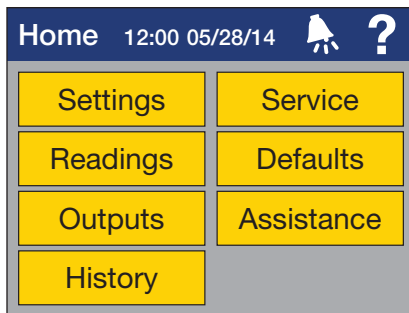 Home 12:00 05/28/14 ?
Settings Service
Readings Defaults
Outputs Assistance
History